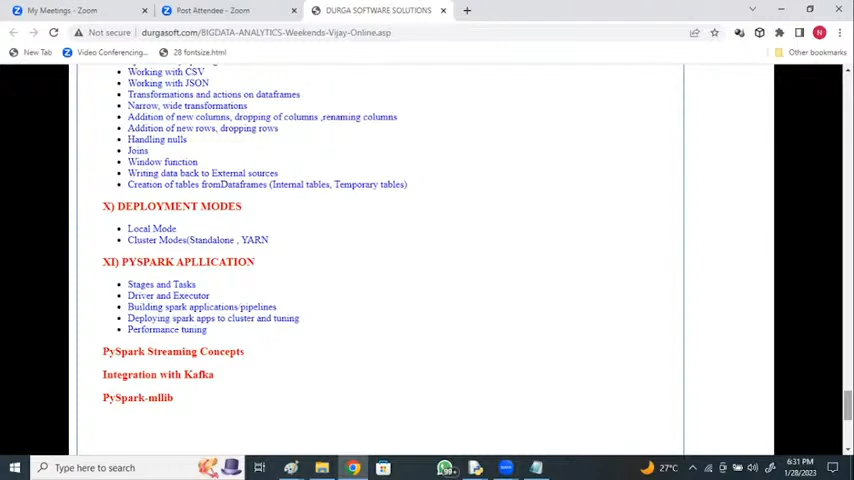 My Meetings - Zoom
Post Attendee - Zoom
DURGA SOFTWARE SOLUTIONS
Not secure
durgasoft.com/BIGDATA-ANALYTICS-Weekends-Vijay-Online.asp
N
New Tab
Video Conferencing...
28 fontsize.html
Other bookmarks
Working with CSV
Working with JSON
Transformations and actions on dataframes
Narrow, wide transformations
Addition of new columns, dropping of columns ,renaming columns
Addition of new rows, dropping rows
Handling nulls
Joins
Window function
Writing data back to External sources
Creation of tables fromDataframes (Internal tables, Temporary tables)
X) DEPLOYMENT MODES
Local Mode
Cluster Modes(Standalone , YARN
XI) PYSPARK APLLICATION
Stages and Tasks
Driver and Executor
Building spark applications/pipelines
Deploying spark apps to cluster and tuning
Performance tuning
PySpark Streaming Concepts
Integration with Kafka
PySpark-mllib
Type here to search
99+
27°C
6:31 PM
1/28/2023